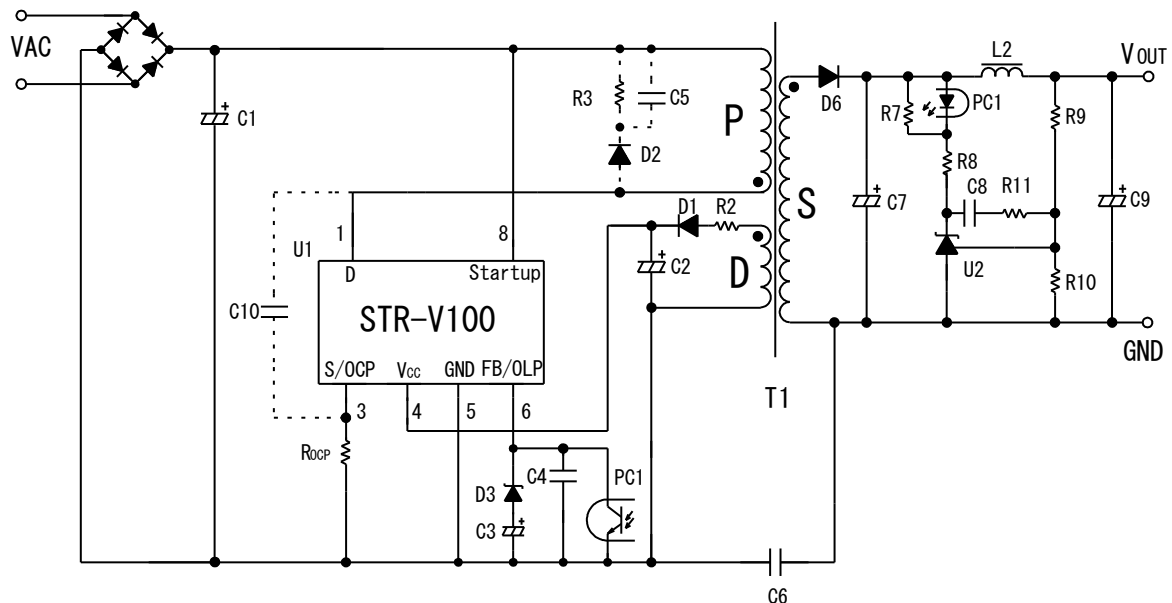 VAC
C1
R3
C5
D2
P
D6
R7
PC1
L2
VOUT
R9
R8
C8
R11
C7
S
C9
U2
R10
GND
D1
R2
C2
D
T1
U1
1
8
D
Startup
STR-V100
C10
S/OCP
VCC
GND
FB/OLP
3
4
5
6
ROCP
D3
C4
PC1
C3
C6